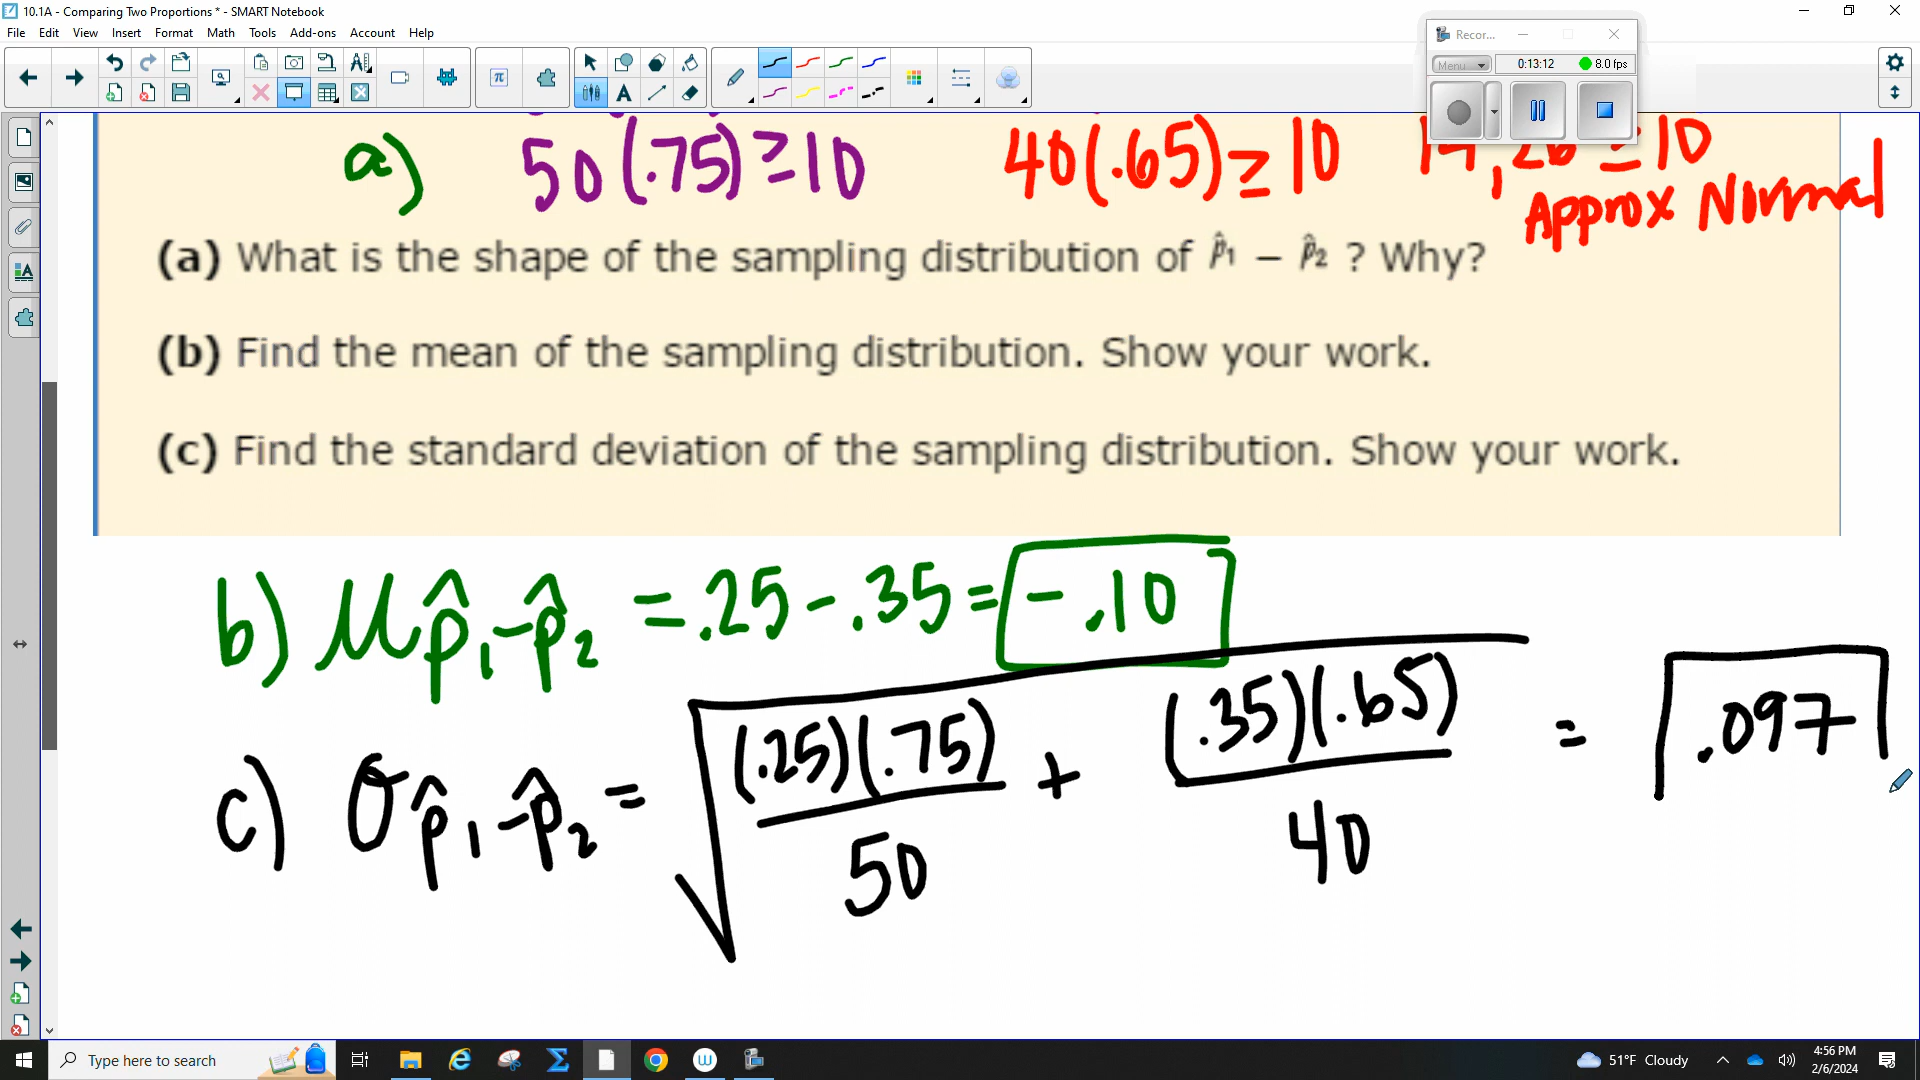 10.1A - Comparing Two Proportions * - SMART Notebook
File Edit View Insert Format Math Tools Add-ons Account Help
Recor...
Menu 0:13:12 8.0 fps
a) 50(.75)≥10 40(.65)≥10 14,26≥10
Approx Normal
(a) What is the shape of the sampling distribution of p̂1 − p̂2 ? Why?
(b) Find the mean of the sampling distribution. Show your work.
(c) Find the standard deviation of the sampling distribution. Show your work.
b) μp̂1-p̂2 = .25-.35= -.10
c) σp̂1-p̂2 = √ (.25)(.75) / 50 + (.35)(.65) / 40 = .097
Type here to search
51°F Cloudy
4:56 PM
2/6/2024